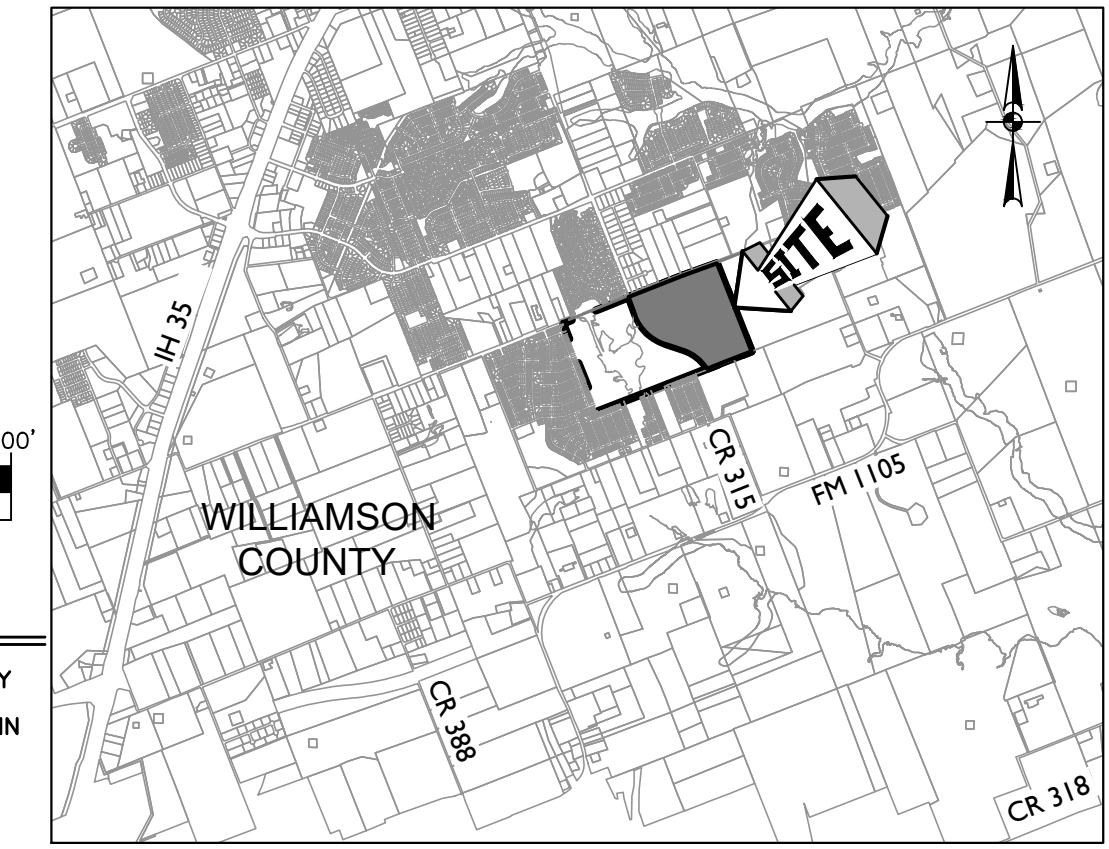 SITE
IH 35
00'
CR 315
FM 1105
WILLIAMSON
COUNTY
Y
IN
CR 388
CR 318